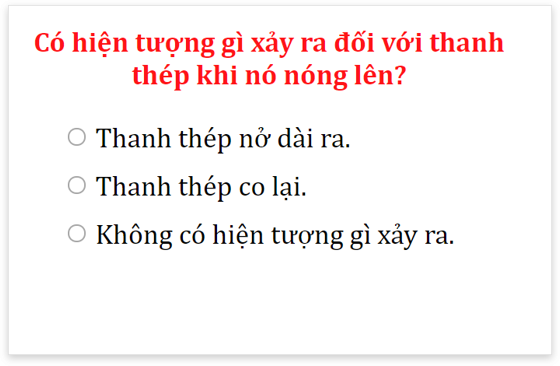 Có hiện tượng gì xảy ra đối với thanh
thép khi nó nóng lên?
Thanh thép nở dài ra.
Thanh thép co lại.
Không có hiện tượng gì xảy ra.